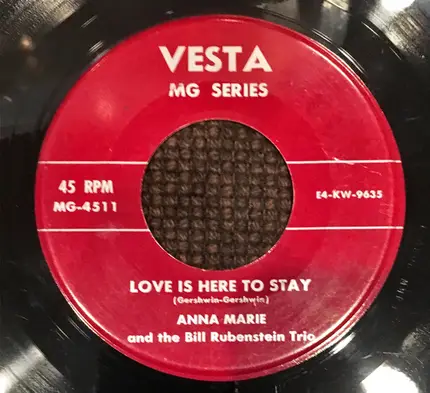 VESTA
MG SERIES
45 RPM
MG-4511
E4-KW-9635
LOVE IS HERE TO STAY
(Gershwin-Gershwin)
ANNA MARIE
and the Bill Rubenstein Trio